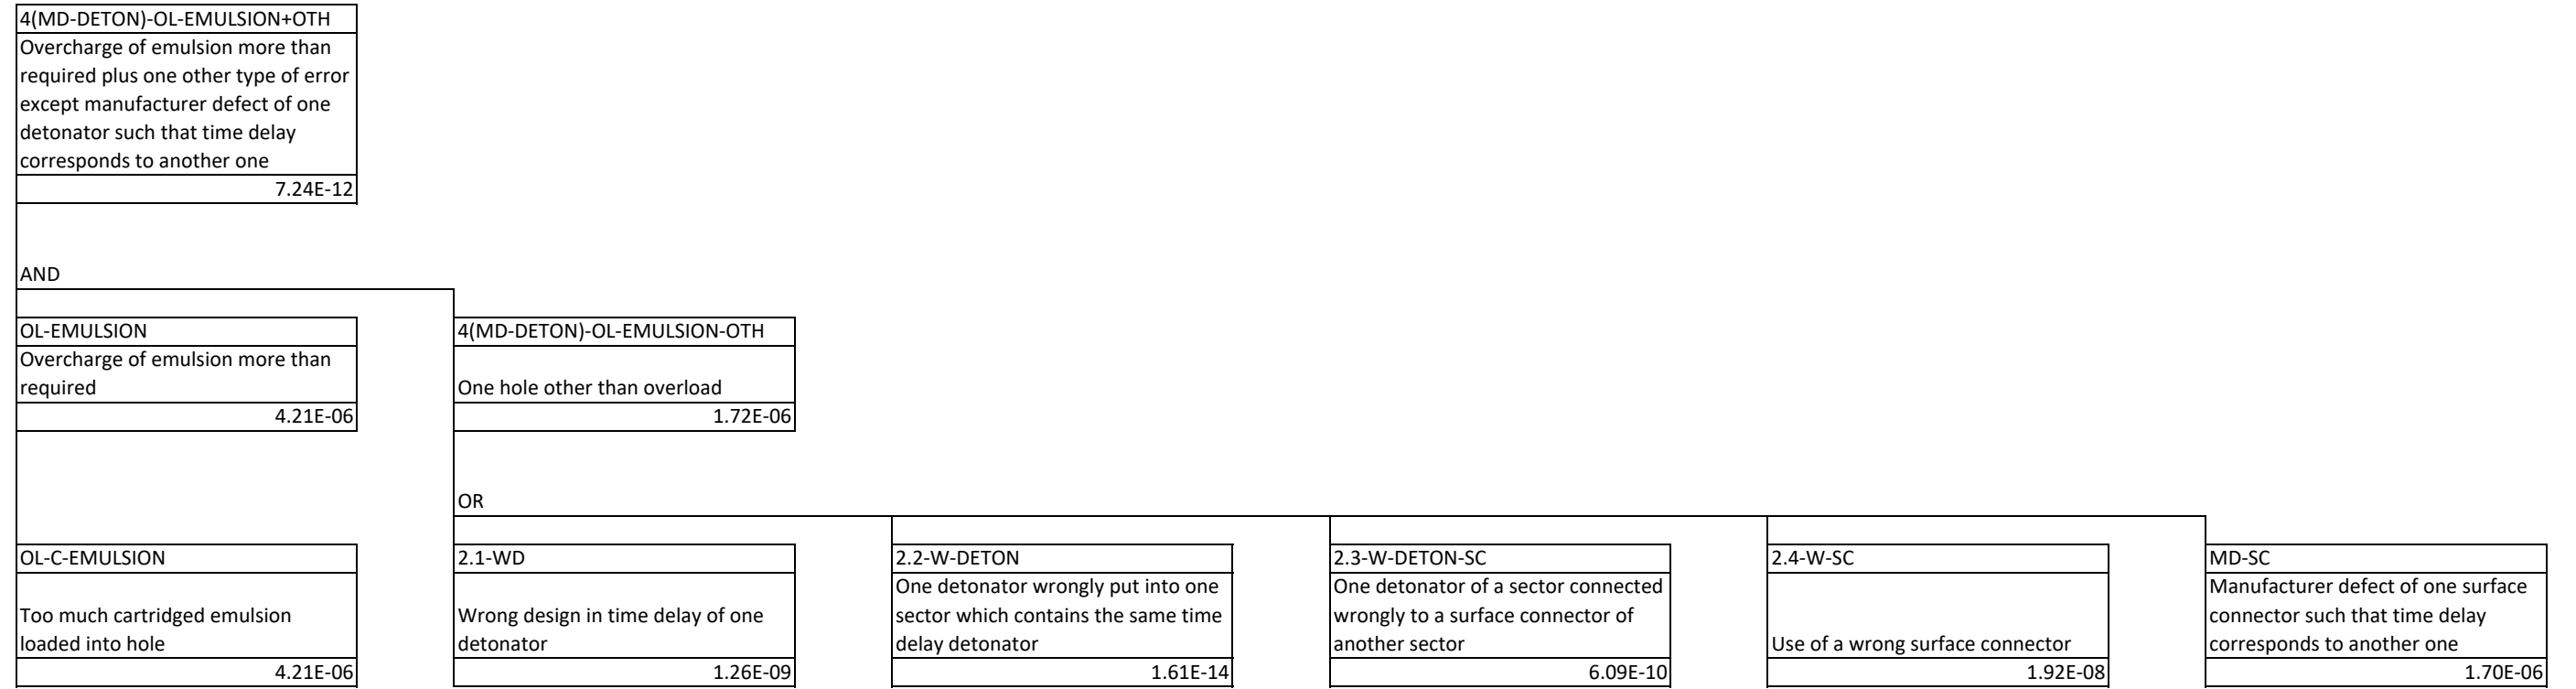 4(MD-DETON)-OL-EMULSION+OTH
Overcharge of emulsion more than
required plus one other type of error
except manufacturer defect of one
detonator such that time delay
corresponds to another one
7.24E-12
AND
OL-EMULSION
Overcharge of emulsion more than
required
4.21E-06
4(MD-DETON)-OL-EMULSION-OTH
One hole other than overload
1.72E-06
OR
OL-C-EMULSION
Too much cartridged emulsion
loaded into hole
4.21E-06
2.1-WD
Wrong design in time delay of one
detonator
1.26E-09
2.2-W-DETON
One detonator wrongly put into one
sector which contains the same time
delay detonator
1.61E-14
2.3-W-DETON-SC
One detonator of a sector connected
wrongly to a surface connector of
another sector
6.09E-10
2.4-W-SC
Use of a wrong surface connector
1.92E-08
MD-SC
Manufacturer defect of one surface
connector such that time delay
corresponds to another one
1.70E-06